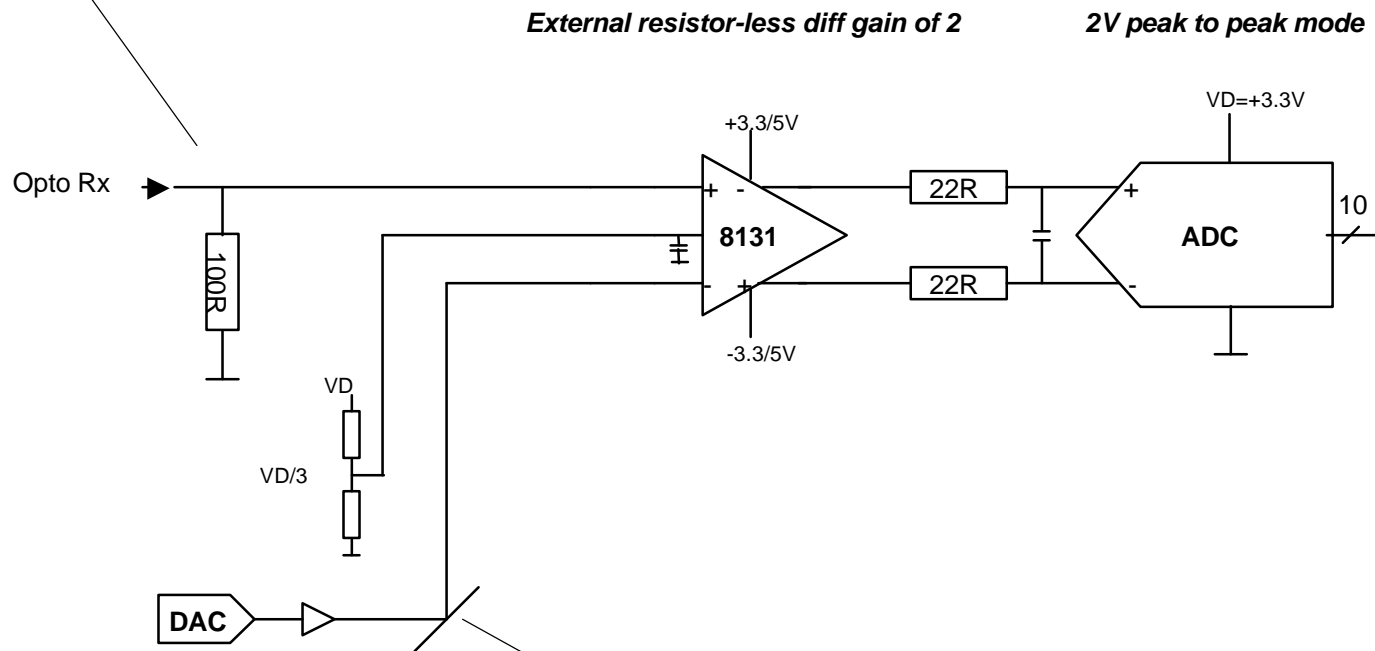 External resistor-less diff gain of 2
2V peak to peak mode
VD=+3.3V
+3.3/5V
Opto Rx
+ -
22R
+
10
100R
8131
ADC
-
+
22R
-
-3.3/5V
VD
VD/3
DAC